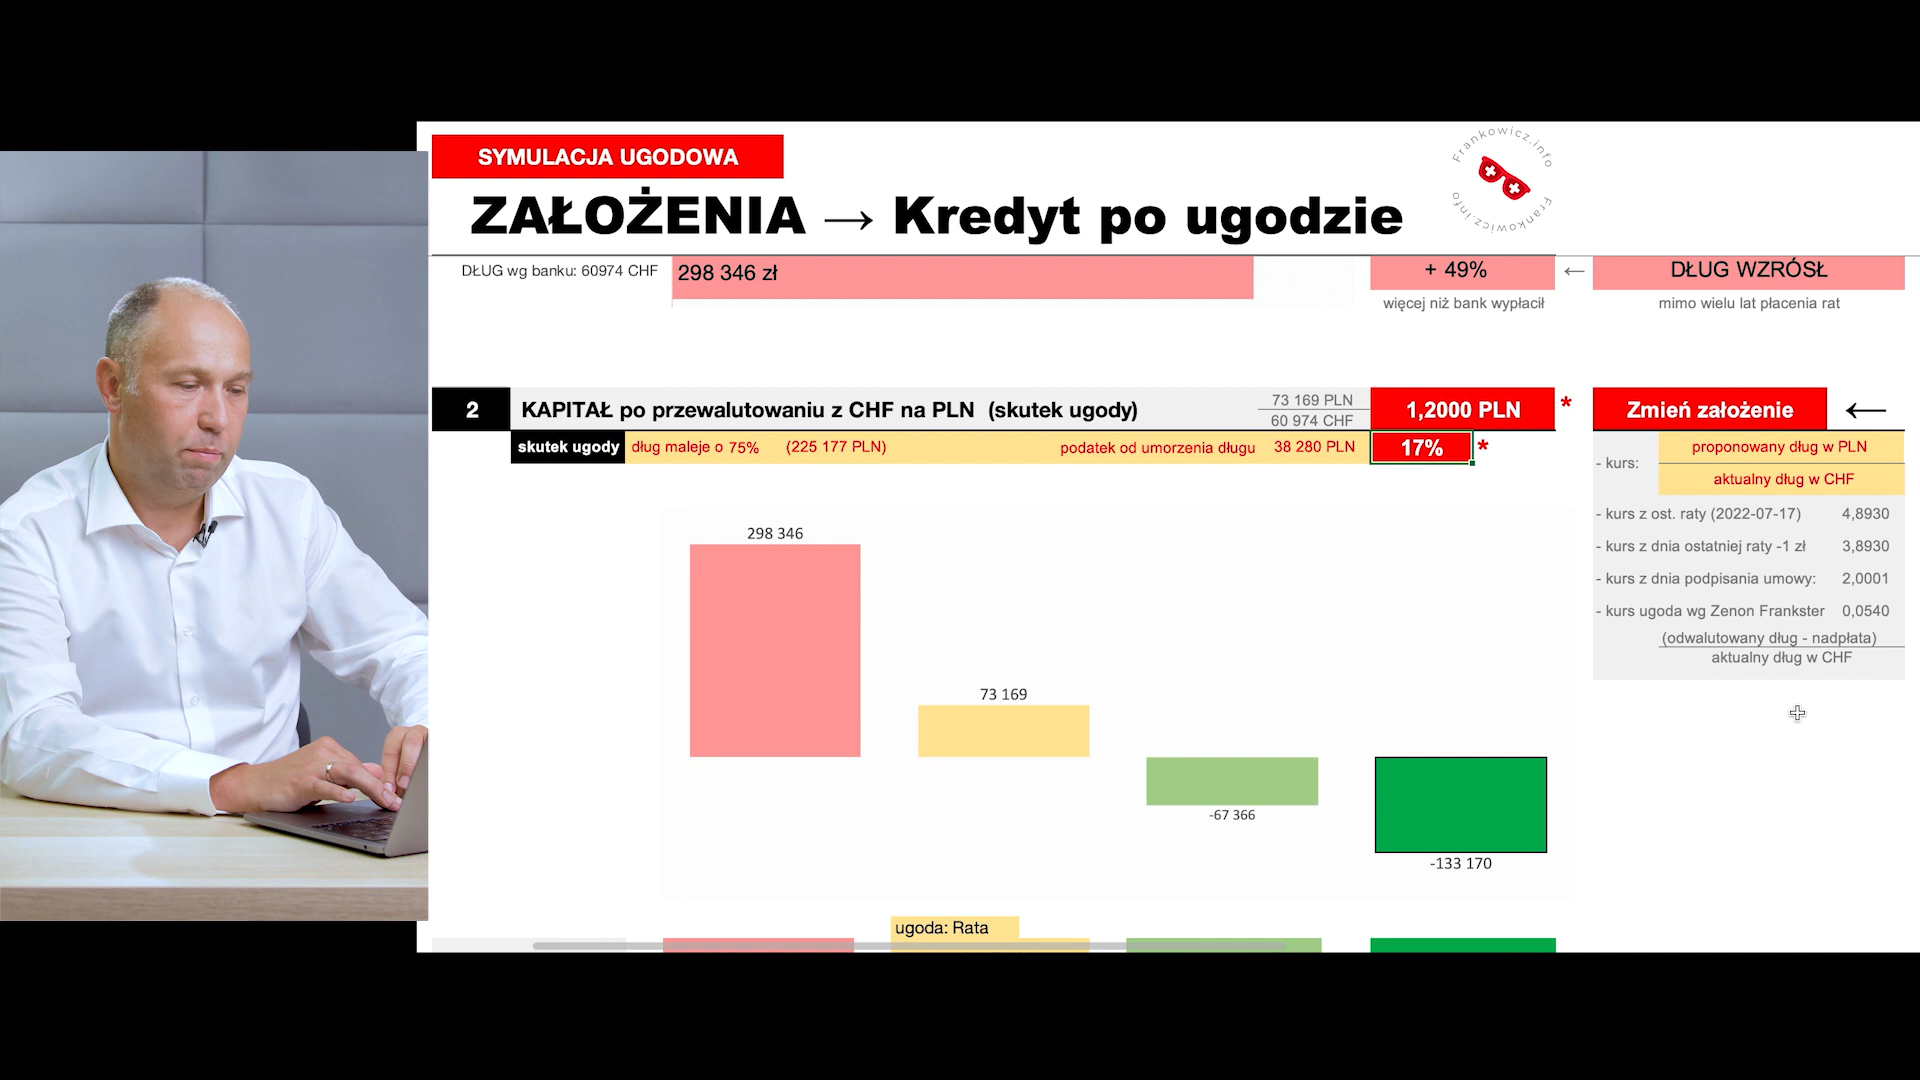 SYMULACJA UGODOWA
Frankowicz.info
Frankowicz.info
ZAŁOŻENIA → Kredyt po ugodzie
DŁUG wg banku: 60974 CHF
298 346 zł
+ 49%
←
DŁUG WZRÓSŁ
więcej niż bank wypłacił
mimo wielu lat płacenia rat
2
KAPITAŁ po przewalutowaniu z CHF na PLN (skutek ugody)
73 169 PLN
60 974 CHF
1,2000 PLN
*
Zmień założenie
←
skutek ugody
dług maleje o 75%
(225 177 PLN)
podatek od umorzenia długu
38 280 PLN
17%
*
- kurs:
proponowany dług w PLN
aktualny dług w CHF
- kurs z ost. raty (2022-07-17) 4,8930
- kurs z dnia ostatniej raty -1 zł 3,8930
- kurs z dnia podpisania umowy: 2,0001
- kurs ugoda wg Zenon Frankster 0,0540
(odwalutowany dług - nadpłata)
aktualny dług w CHF
298 346
73 169
-67 366
-133 170
ugoda: Rata